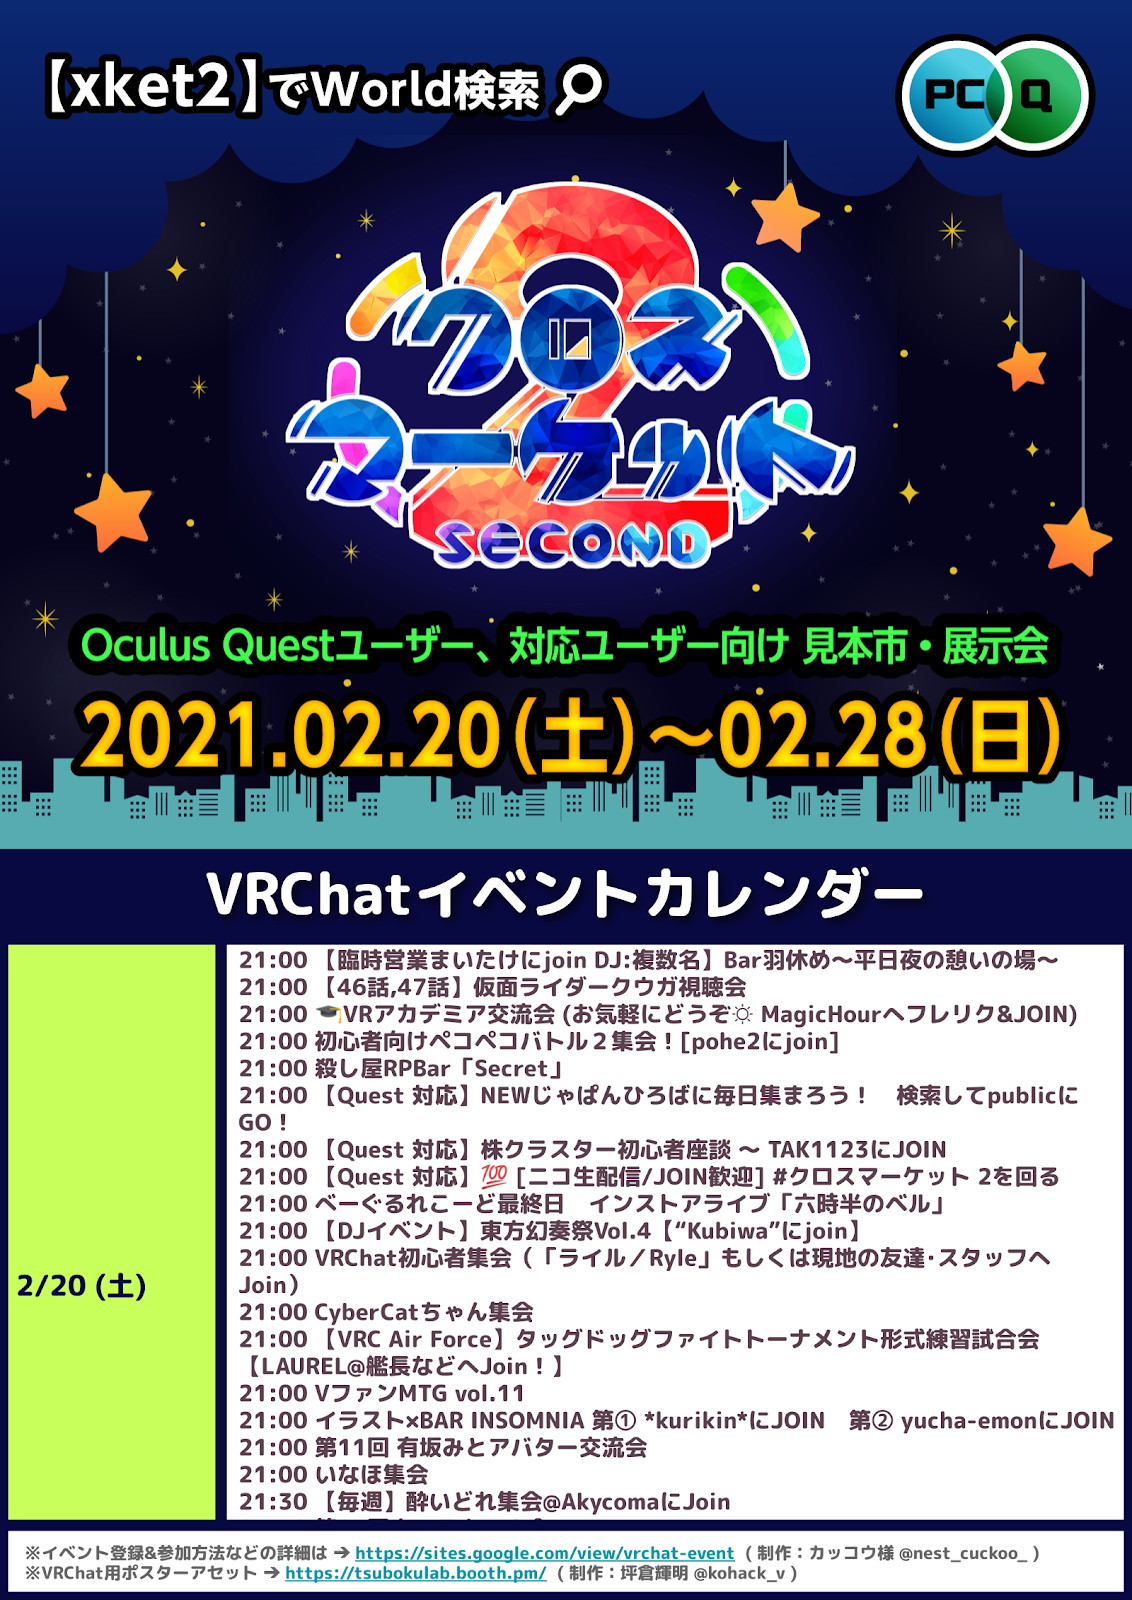 【xket2】でWorld検索
PC Q
2
クロス
マーケット
SECOND
Oculus Questユーザー、対応ユーザー向け 見本市・展示会
2021.02.20(土)～02.28(日)
VRChatイベントカレンダー
2/20 (土)
21:00 【臨時営業まいたけにjoin DJ:複数名】Bar羽休め～平日夜の憩いの場～
21:00 【46話,47話】仮面ライダークウガ視聴会
21:00 🎓VRアカデミア交流会 (お気軽にどうぞ☼ MagicHourへフレリク&JOIN)
21:00 初心者向けペコペコバトル２集会！[pohe2にjoin]
21:00 殺し屋RPBar「Secret」
21:00 【Quest 対応】NEWじゃぱんひろばに毎日集まろう！　検索してpublicに
GO！
21:00 【Quest 対応】株クラスター初心者座談 ～ TAK1123にJOIN
21:00 【Quest 対応】💯 [ニコ生配信/JOIN歓迎] #クロスマーケット 2を回る
21:00 べーぐるれこーど最終日　インストアライブ「六時半のベル」
21:00 【DJイベント】東方幻奏祭Vol.4【“Kubiwa”にjoin】
21:00 VRChat初心者集会（「ライル／Ryle」もしくは現地の友達･スタッフへ
Join）
21:00 CyberCatちゃん集会
21:00 【VRC Air Force】タッグドッグファイトトーナメント形式練習試合会
【LAUREL@艦長などへJoin！】
21:00 VファンMTG vol.11
21:00 イラスト×BAR INSOMNIA 第① *kurikin*にJOIN　第② yucha-emonにJOIN
21:00 第11回 有坂みとアバター交流会
21:00 いなほ集会
21:30 【毎週】酔いどれ集会@AkycomaにJoin
※イベント登録&参加方法などの詳細は ➔ https://sites.google.com/view/vrchat-event （制作：カッコウ様 @nest_cuckoo_ ）
※VRChat用ポスターアセット ➔ https://tsubokulab.booth.pm/ （制作：坪倉輝明 @kohack_v ）